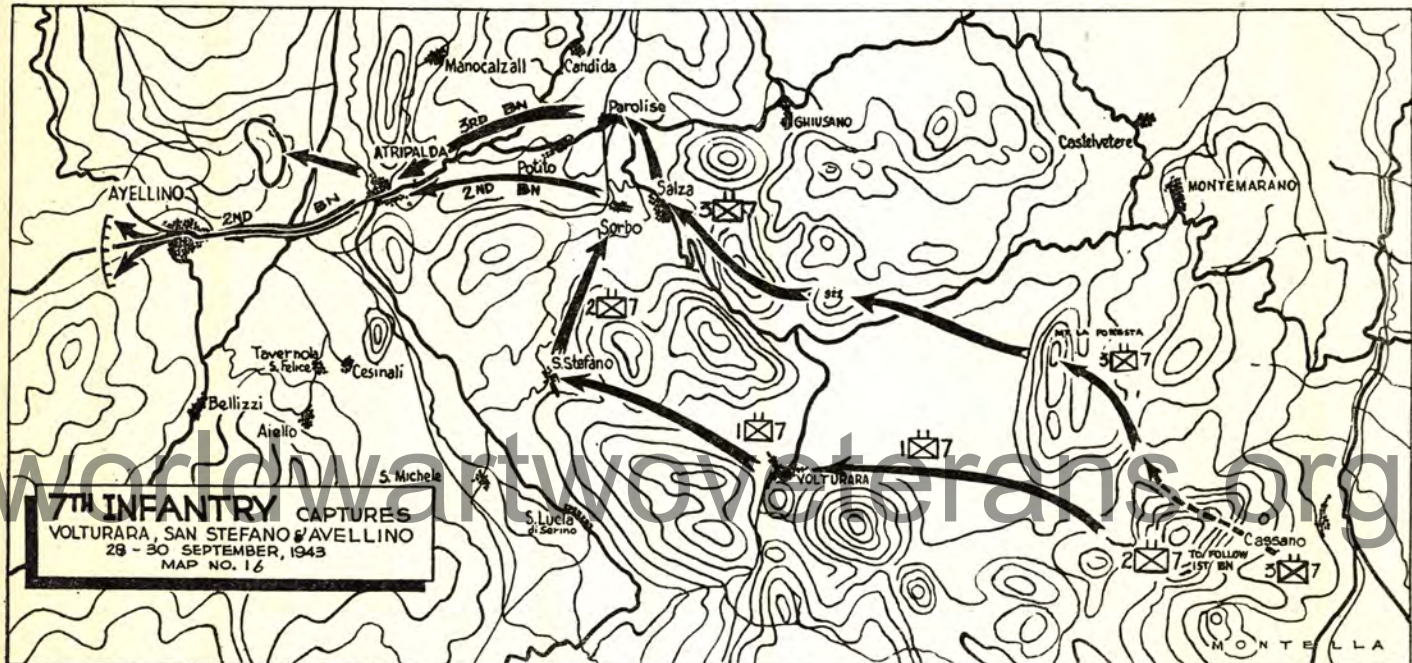 Manocalzall
Candida
3RD BN
Parolise
GHIUSANO
ATRIPALDA
Potito
2ND BN
Castelvetere
AVELLINO
2ND BN
Salza
3 7
MONTEMARANO
Sorbo
2 7
MT. LA FORESTA
3 7
S.Stefano
Tavernola
S. Felice
Cesinali
Bellizzi
Aiello
1 7
1 7
VOLTURARA
S. Michele
S. Lucia
di Serino
Cassano
2 7
TO FOLLOW
1ST BN
3 7
MONTELLA
7TH INFANTRY CAPTURES
VOLTURARA, SAN STEFANO & AVELLINO
28 - 30 SEPTEMBER, 1943
MAP NO. 16
worldwartwoveterans.org